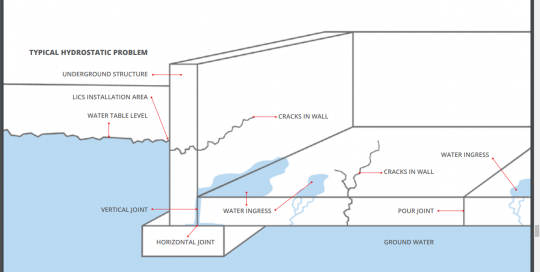 TYPICAL HYDROSTATIC PROBLEM
UNDERGROUND STRUCTURE
LICS INSTALLATION AREA
WATER TABLE LEVEL
CRACKS IN WALL
WATER INGRESS
CRACKS IN WALL
VERTICAL JOINT
WATER INGRESS
POUR JOINT
HORIZONTAL JOINT
GROUND WATER